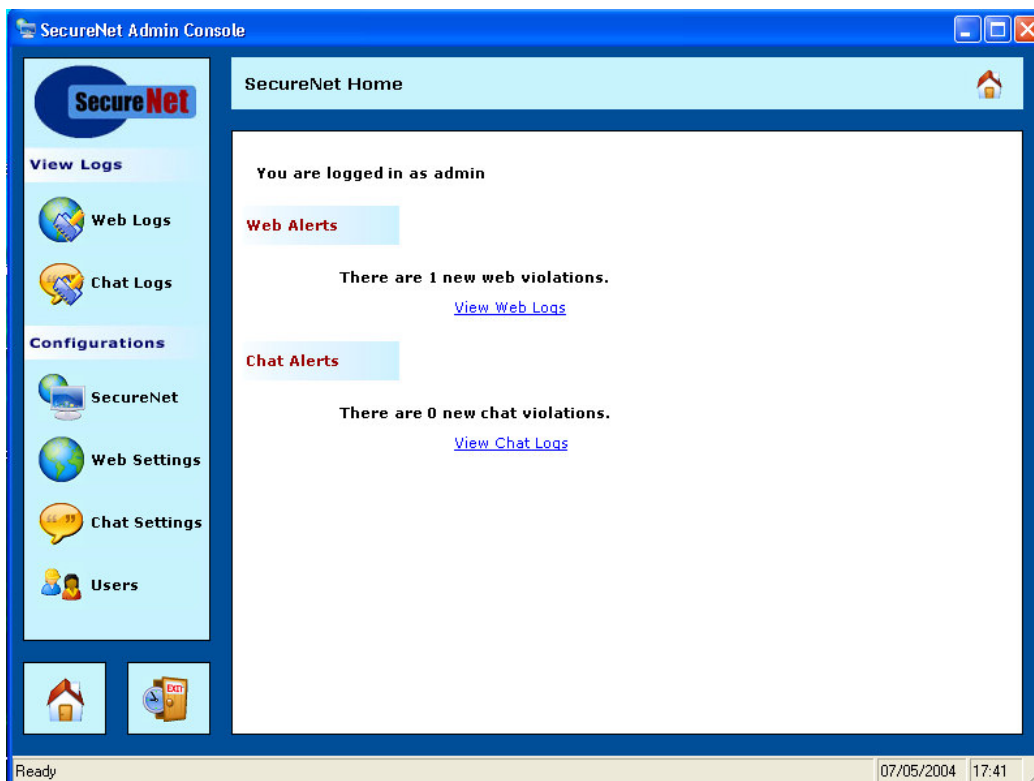 SecureNet Admin Console
SecureNet
View Logs
Web Logs
Chat Logs
Configurations
SecureNet
Web Settings
Chat Settings
Users
EXIT
SecureNet Home
You are logged in as admin
Web Alerts
There are 1 new web violations.
View Web Logs
Chat Alerts
There are 0 new chat violations.
View Chat Logs
Ready
07/05/2004
17:41